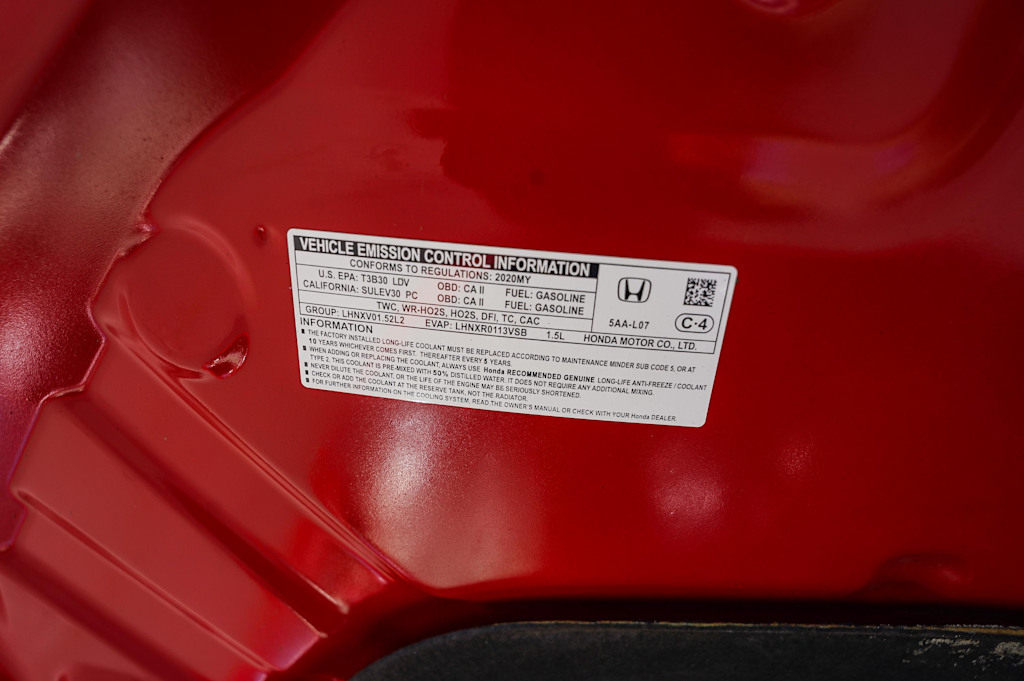 VEHICLE EMISSION CONTROL INFORMATION
CONFORMS TO REGULATIONS: 2020MY
U.S. EPA: T3B30 LDV OBD: CA II FUEL: GASOLINE
CALIFORNIA: SULEV30 PC OBD: CA II FUEL: GASOLINE
TWC, WR-HO2S, HO2S, DFI, TC, CAC
GROUP: LHNXV01.52L2 EVAP: LHNXR0113VSB 1.5L
5AA-L07
C-4
HONDA MOTOR CO., LTD.
INFORMATION
THE FACTORY INSTALLED LONG-LIFE COOLANT MUST BE REPLACED ACCORDING TO MAINTENANCE MINDER SUB CODE 5, OR AT
10 YEARS WHICHEVER COMES FIRST. THEREAFTER EVERY 5 YEARS.
WHEN ADDING OR REPLACING THE COOLANT, ALWAYS USE Honda RECOMMENDED GENUINE LONG-LIFE ANTI-FREEZE / COOLANT
TYPE 2. THIS COOLANT IS PRE-MIXED WITH 50% DISTILLED WATER. IT DOES NOT REQUIRE ANY ADDITIONAL MIXING.
NEVER DILUTE THE COOLANT, OR THE LIFE OF THE ENGINE MAY BE SERIOUSLY SHORTENED.
CHECK OR ADD THE COOLANT AT THE RESERVE TANK, NOT THE RADIATOR.
FOR FURTHER INFORMATION ON THE COOLING SYSTEM, READ THE OWNER'S MANUAL OR CHECK WITH YOUR Honda DEALER.